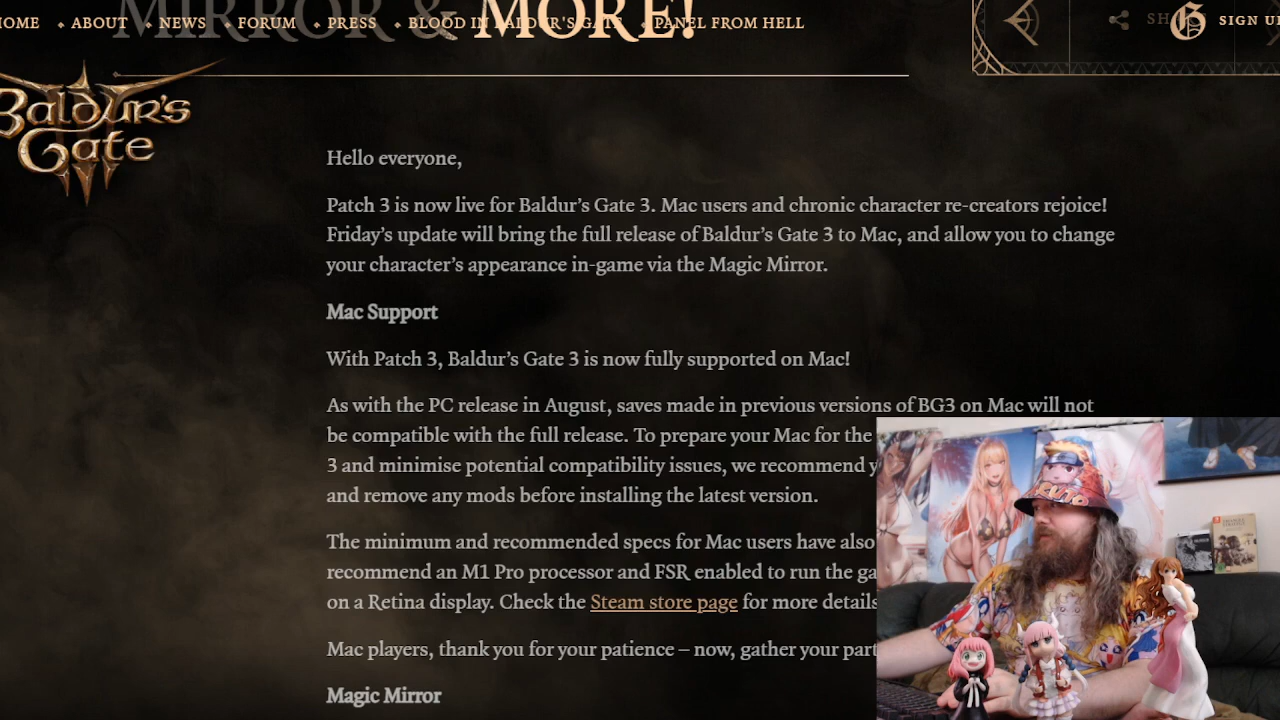 MIRROR & MORE!
HOME ABOUT NEWS FORUM PRESS BLOOD IN BALDUR'S GATE PANEL FROM HELL
SH
SIGN U
Baldur's
Gate
Hello everyone,
Patch 3 is now live for Baldur’s Gate 3. Mac users and chronic character re-creators rejoice!
Friday’s update will bring the full release of Baldur’s Gate 3 to Mac, and allow you to change
your character’s appearance in-game via the Magic Mirror.
Mac Support
With Patch 3, Baldur’s Gate 3 is now fully supported on Mac!
As with the PC release in August, saves made in previous versions of BG3 on Mac will not
be compatible with the full release. To prepare your Mac for the
3 and minimise potential compatibility issues, we recommend y
and remove any mods before installing the latest version.
The minimum and recommended specs for Mac users have also
recommend an M1 Pro processor and FSR enabled to run the ga
on a Retina display. Check the Steam store page for more details
Mac players, thank you for your patience – now, gather your part
Magic Mirror